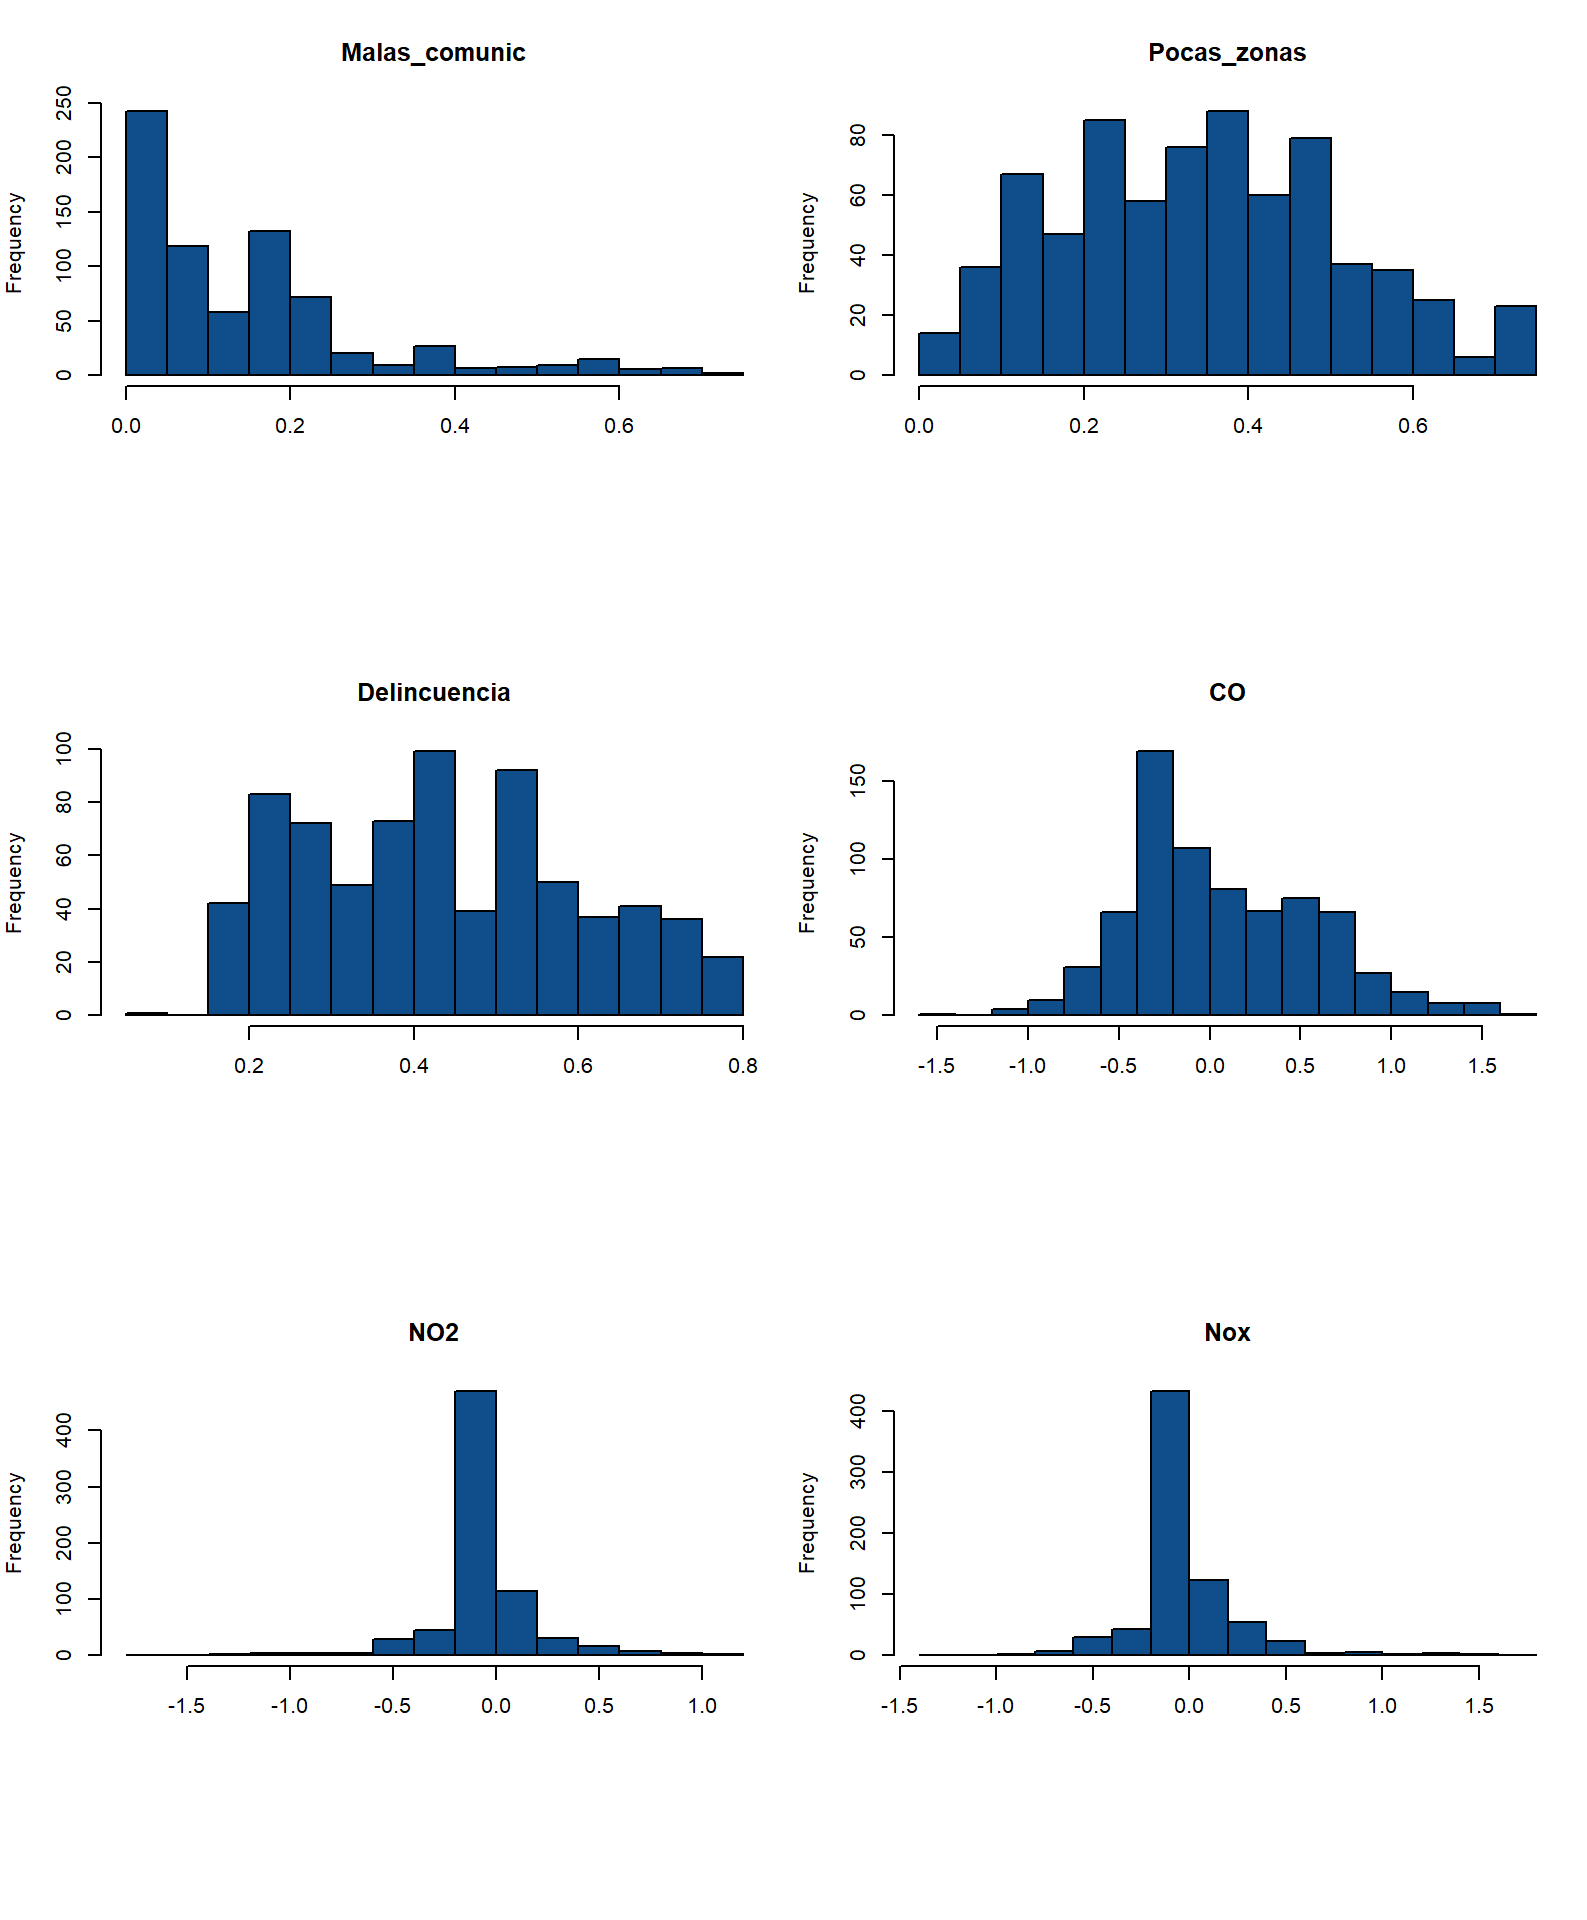 Malas_comunic
Frequency
0 50 100 150 200 250
0.0 0.2 0.4 0.6
Pocas_zonas
Frequency
0 20 40 60 80
0.0 0.2 0.4 0.6
Delincuencia
Frequency
0 20 40 60 80 100
0.2 0.4 0.6 0.8
CO
Frequency
0 50 100 150
-1.5 -1.0 -0.5 0.0 0.5 1.0 1.5
NO2
Frequency
0 100 200 300 400
-1.5 -1.0 -0.5 0.0 0.5 1.0
Nox
Frequency
0 100 200 300 400
-1.5 -1.0 -0.5 0.0 0.5 1.0 1.5